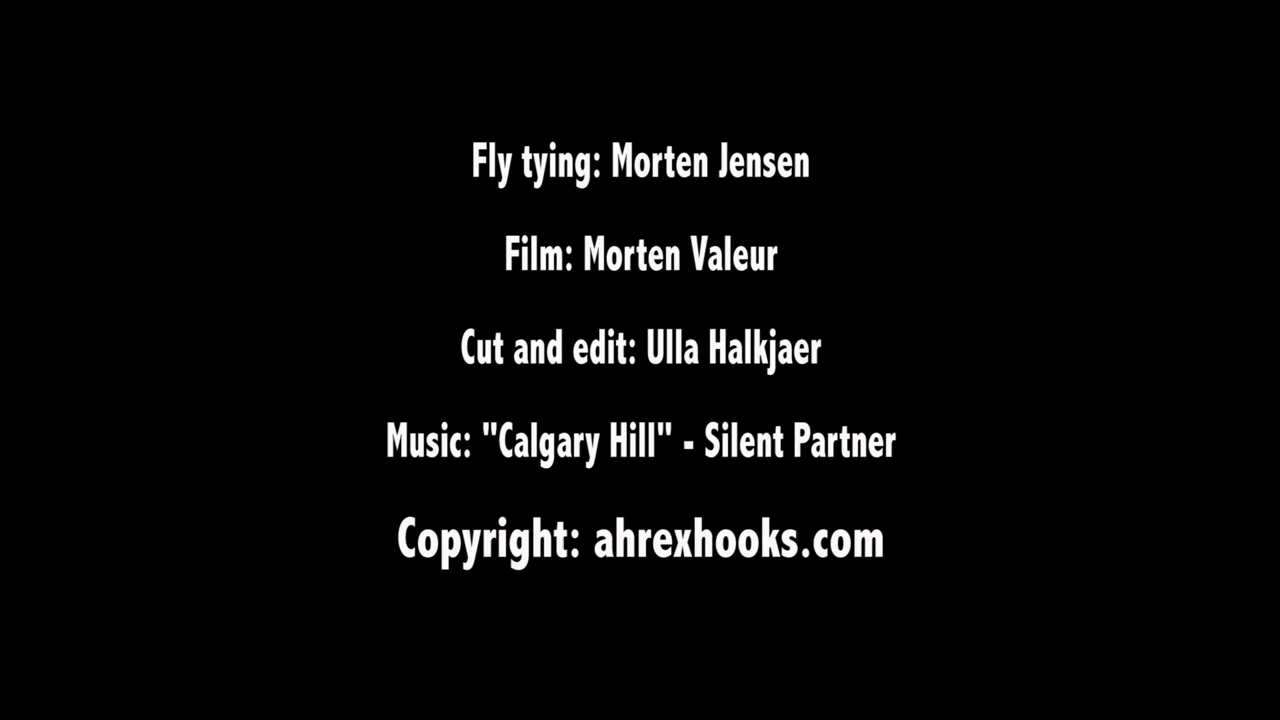 Fly tying: Morten Jensen
Film: Morten Valeur
Cut and edit: Ulla Halkjaer
Music: "Calgary Hill" - Silent Partner
Copyright: ahrexhooks.com